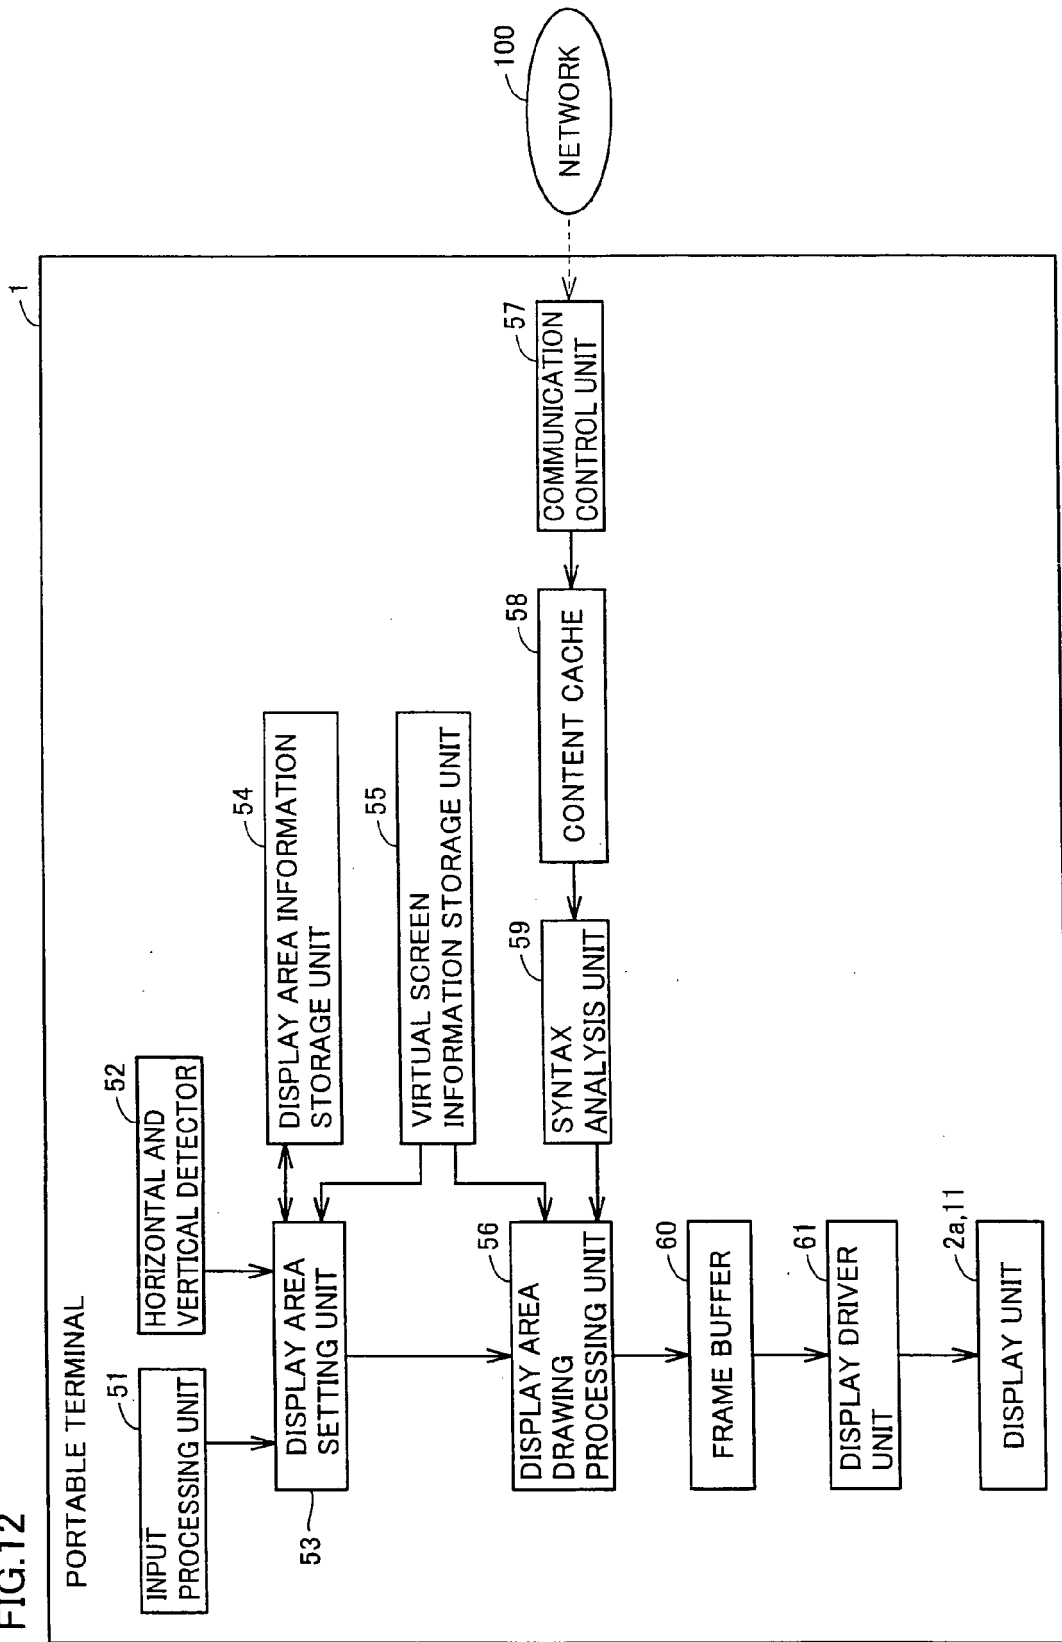 FIG.12
PORTABLE TERMINAL
1
51
INPUT
PROCESSING UNIT
52
HORIZONTAL AND
VERTICAL DETECTOR
53
DISPLAY AREA
SETTING UNIT
54
DISPLAY AREA INFORMATION
STORAGE UNIT
55
VIRTUAL SCREEN
INFORMATION STORAGE UNIT
56
DISPLAY AREA
DRAWING
PROCESSING UNIT
59
SYNTAX
ANALYSIS UNIT
58
CONTENT CACHE
57
COMMUNICATION
CONTROL UNIT
100
NETWORK
60
FRAME BUFFER
61
DISPLAY DRIVER
UNIT
2a,11
DISPLAY UNIT